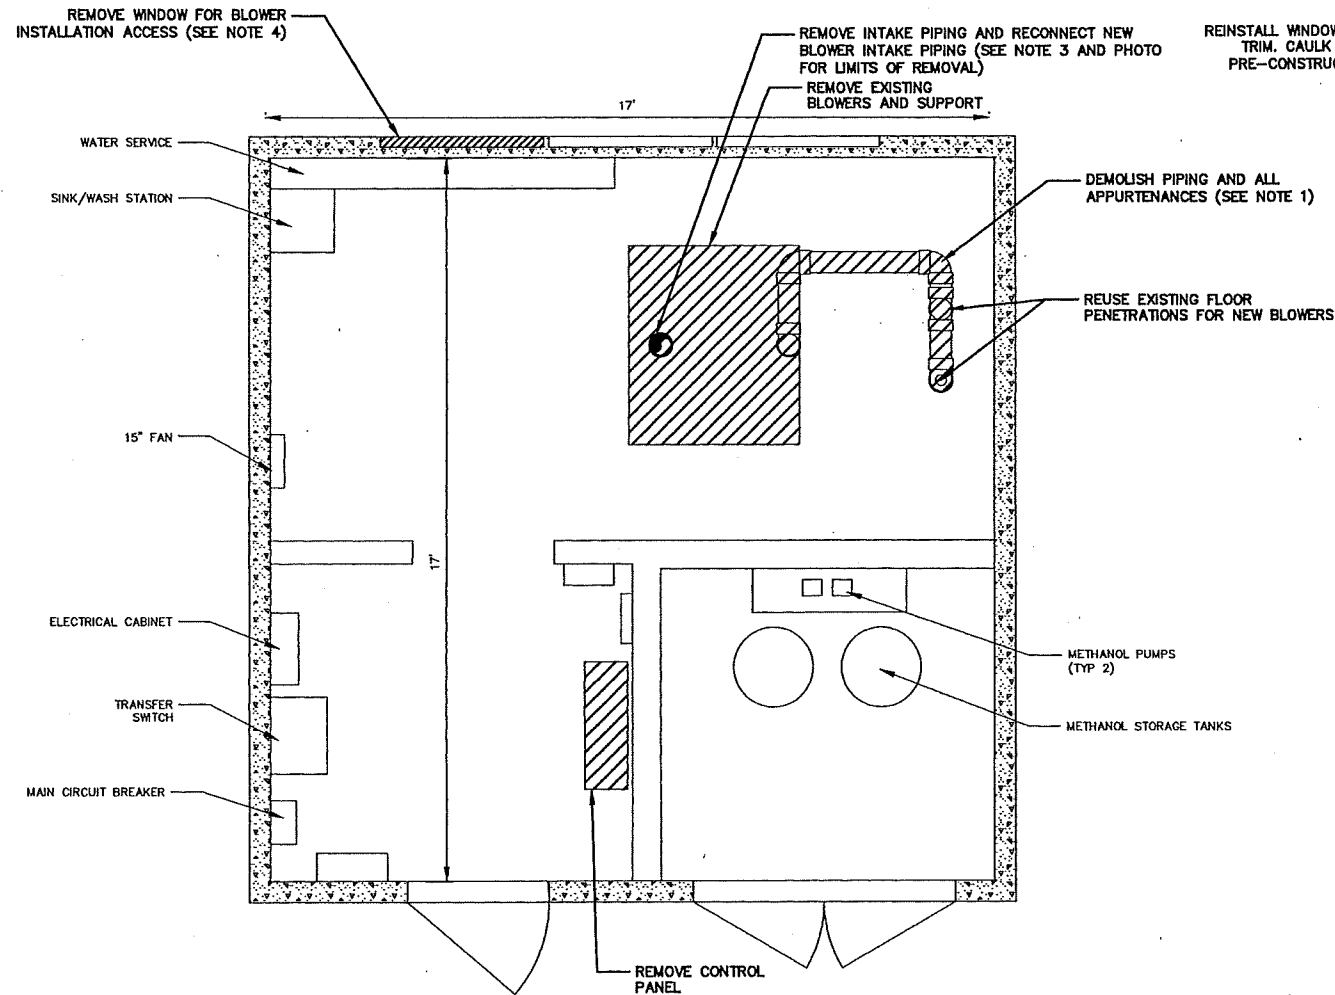 REMOVE WINDOW FOR BLOWER
INSTALLATION ACCESS (SEE NOTE 4)
REMOVE INTAKE PIPING AND RECONNECT NEW
BLOWER INTAKE PIPING (SEE NOTE 3 AND PHOTO
FOR LIMITS OF REMOVAL)
REMOVE EXISTING
BLOWERS AND SUPPORT
REINSTALL WINDOW
TRIM. CAULK
PRE-CONSTRUC
17'
WATER SERVICE
SINK/WASH STATION
DEMOLISH PIPING AND ALL
APPURTENANCES (SEE NOTE 1)
REUSE EXISTING FLOOR
PENETRATIONS FOR NEW BLOWERS
15" FAN
17'
ELECTRICAL CABINET
TRANSFER
SWITCH
MAIN CIRCUIT BREAKER
METHANOL PUMPS
(TYP 2)
METHANOL STORAGE TANKS
REMOVE CONTROL
PANEL